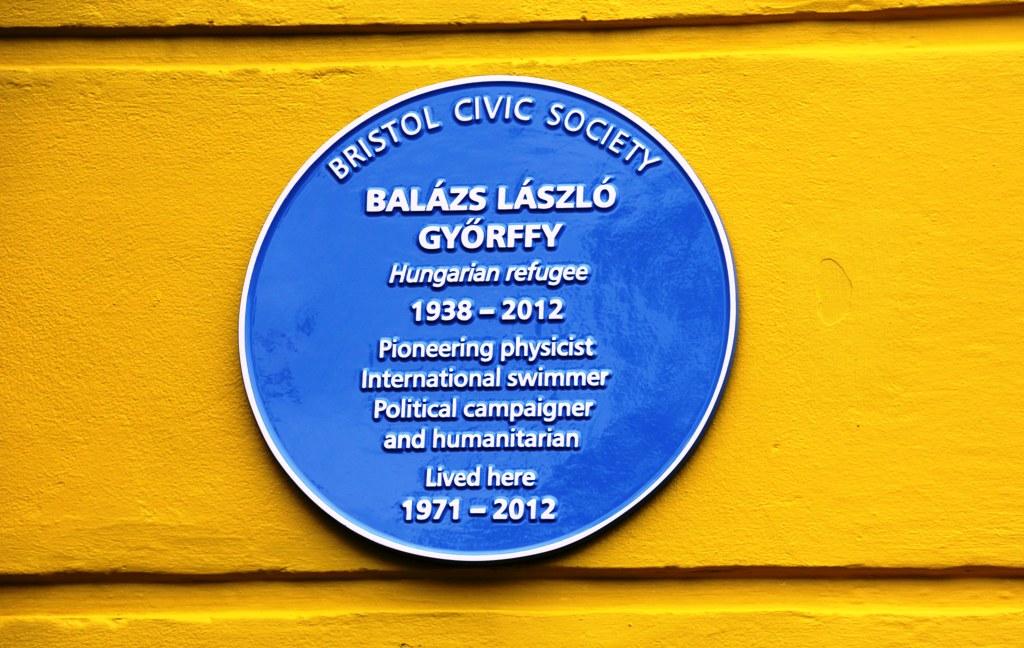 BRISTOL CIVIC SOCIETY
BALÁZS LÁSZLÓ
GYŐRFFY
Hungarian refugee
1938 – 2012
Pioneering physicist
International swimmer
Political campaigner
and humanitarian
Lived here
1971 – 2012